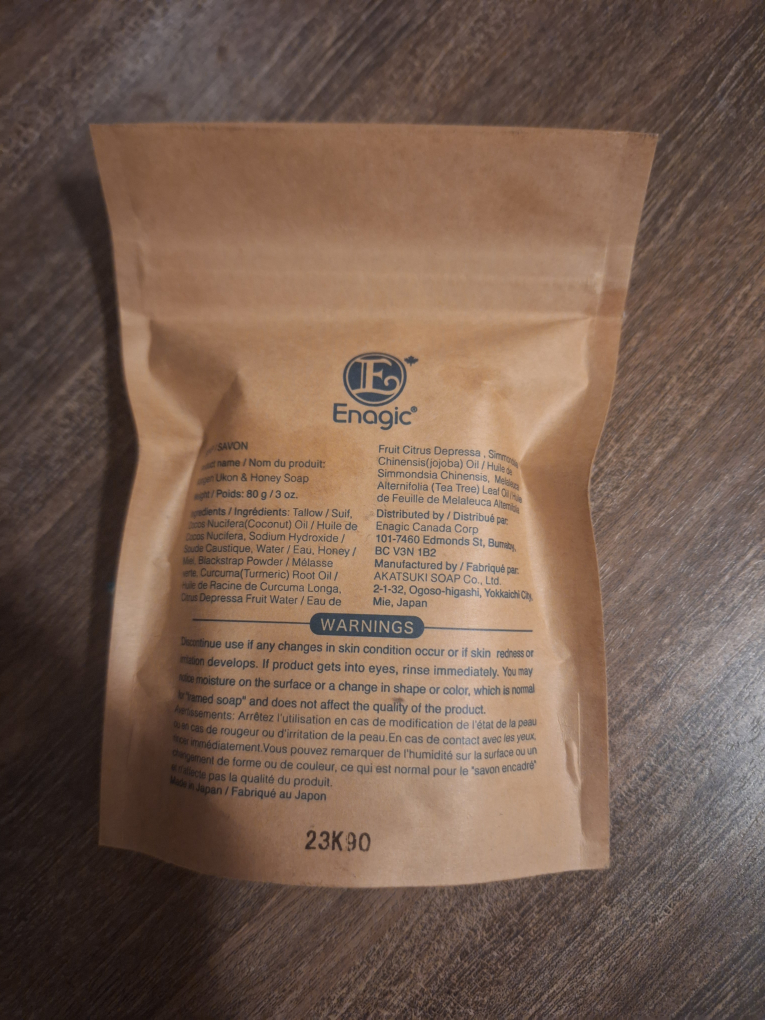 E
Enagic®
SAVON
name / Nom du produit:
Ukon & Honey Soap
/ Poids: 80 g / 3 oz.
Ingredients / Ingrédients: Tallow / Suif,
Cocos Nucifera(Coconut) Oil / Huile de
Cocos Nucifera, Sodium Hydroxide /
Soude Caustique, Water / Eau, Honey /
Miel, Blackstrap Powder / Mélasse
verte, Curcuma(Turmeric) Root Oil /
Huile de Racine de Curcuma Longa,
Citrus Depressa Fruit Water / Eau de
Fruit Citrus Depressa , Simmondsia
Chinensis(jojoba) Oil / Huile de
Simmondsia Chinensis, Melaleuca
Alternifolia (Tea Tree) Leaf Oil / Huile
de Feuille de Melaleuca Alternifolia
Distributed by / Distribué par:
Enagic Canada Corp
101-7460 Edmonds St, Burnaby,
BC V3N 1B2
Manufactured by / Fabriqué par:
AKATSUKI SOAP Co., Ltd.
2-1-32, Ogoso-higashi, Yokkaichi City,
Mie, Japan
WARNINGS
Discontinue use if any changes in skin condition occur or if skin redness or
irritation develops. If product gets into eyes, rinse immediately. You may
notice moisture on the surface or a change in shape or color, which is normal
for "framed soap" and does not affect the quality of the product.
Avertissements: Arrêtez l'utilisation en cas de modification de l'état de la peau
ou en cas de rougeur ou d'irritation de la peau.En cas de contact avec les yeux,
rincer immédiatement.Vous pouvez remarquer de l'humidité sur la surface ou un
changement de forme ou de couleur, ce qui est normal pour le "savon encadré"
et n'affecte pas la qualité du produit.
Made in Japan / Fabriqué au Japon
23K90